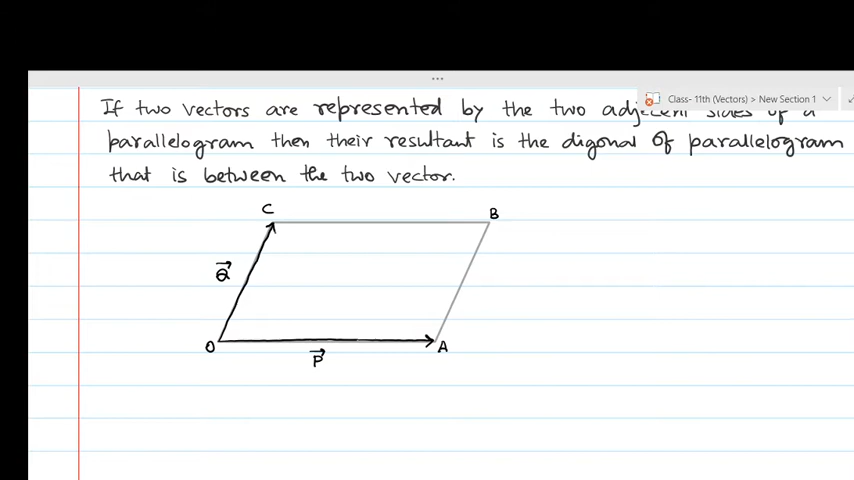 If two vectors are represented by the two adjecent sides of a
Class- 11th (Vectors) > New Section 1
parallelogram then their resultant is the digonal of parallelogram
that is between the two vector.
C
B
Q
O
A
P